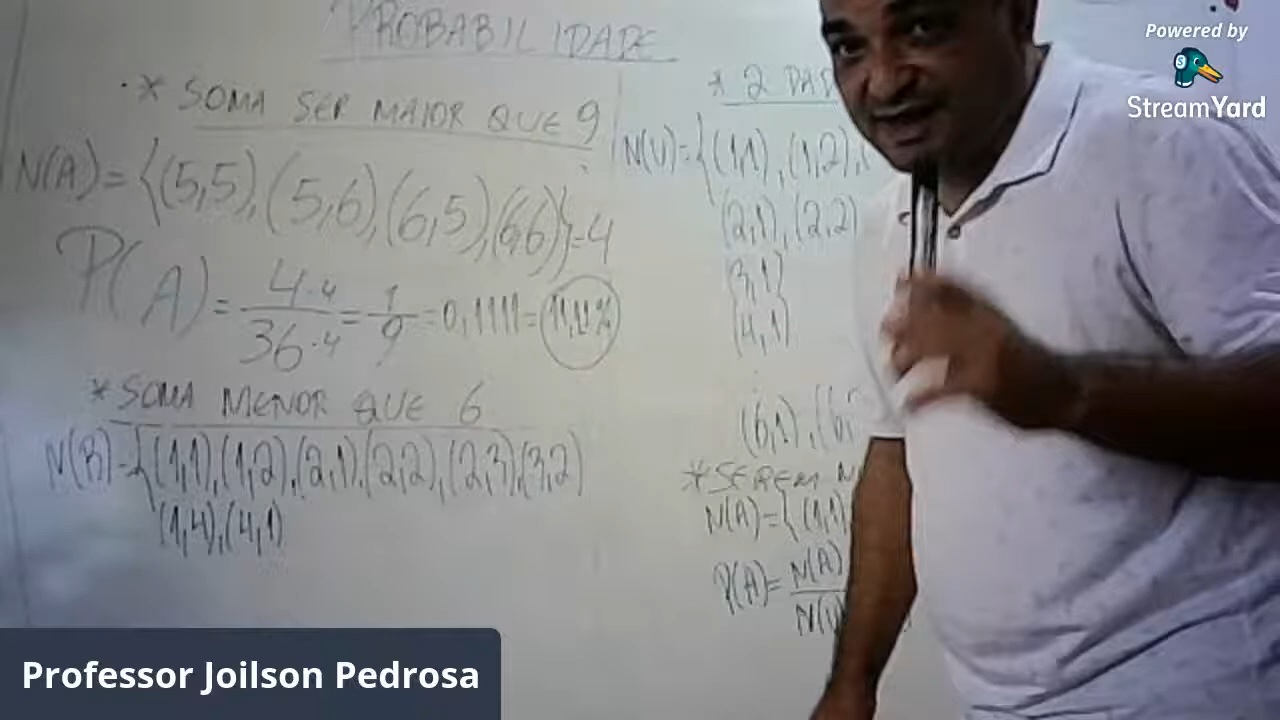 PROBABILIDADE
* SOMA SER MAIOR QUE 9
N(A)={(5,5),(5,6),(6,5),(6,6)}=4
P(A)=4÷4/36÷4=1/9=0,1111=11,11%
* SOMA MENOR QUE 6
N(B)={(1,1),(1,2),(2,1),(2,2),(2,3),(3,2)
(1,4),(4,1)
* 2 DAD
N(U)={(1,1),(1,2),
(2,1),(2,2)
(3,1)
(4,1)
(6,1),(6,
* SEREM N
N(A)={(1,1)
P(A)=N(A)/N(U)
Powered by
StreamYard
Professor Joilson Pedrosa